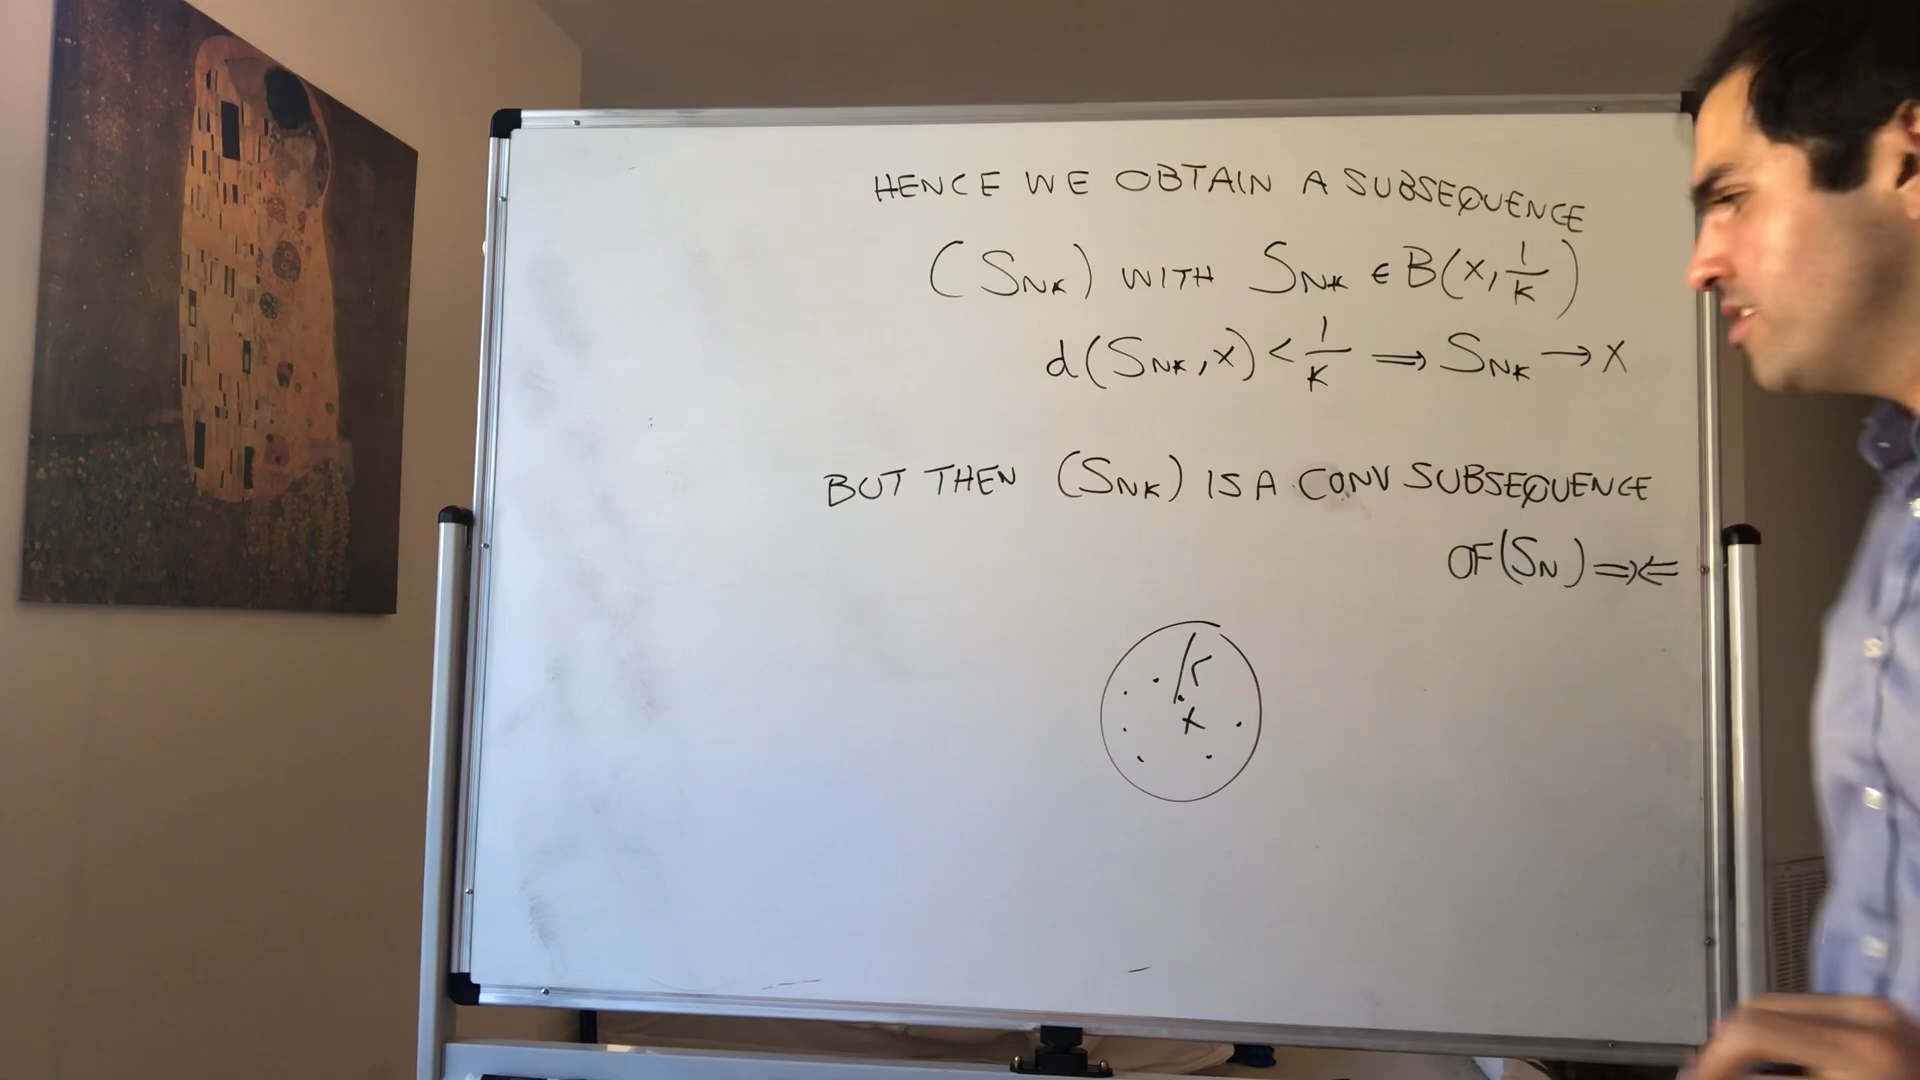 HENCE WE OBTAIN A SUBSEQUENCE
(SNK) WITH SNK ∈ B(X, 1/K)
d(SNK, X) < 1/K ⟹ SNK → X
BUT THEN (SNK) IS A CONV SUBSEQUENCE
OF (SN) ⇒⇐
r
X